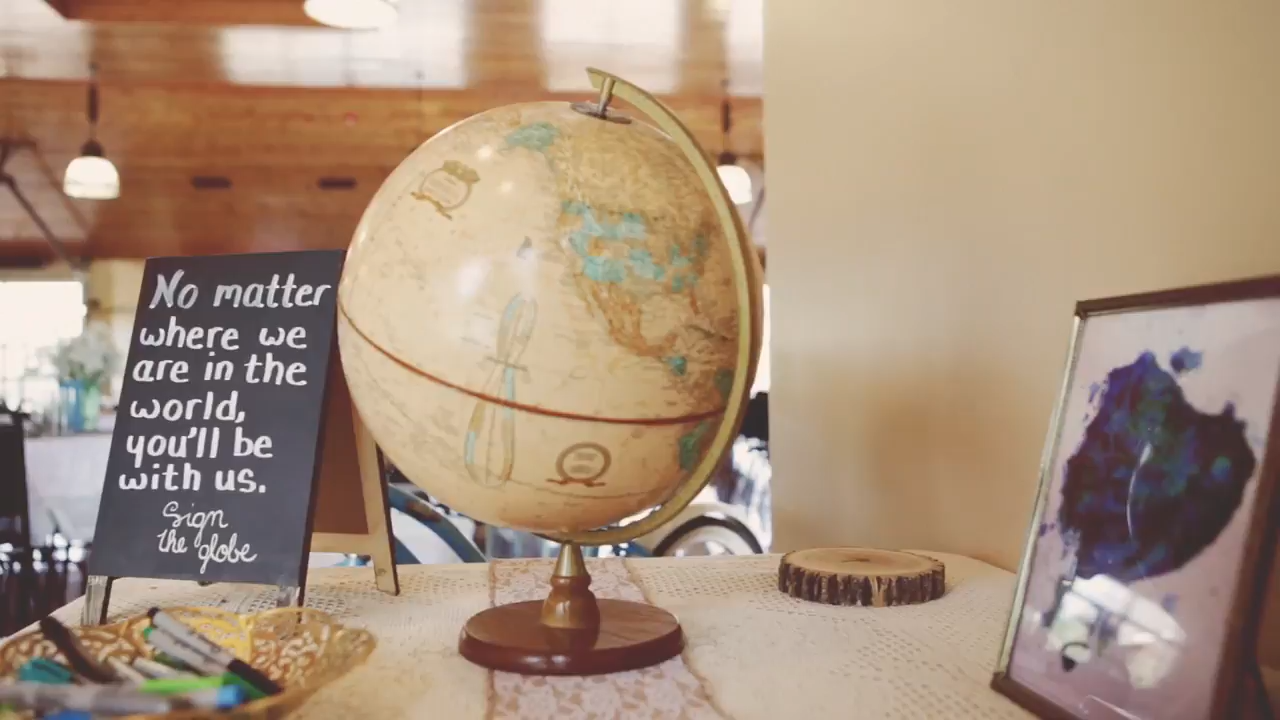 No matter
where we
are in the
world,
you'll be
with us.
Sign
the globe